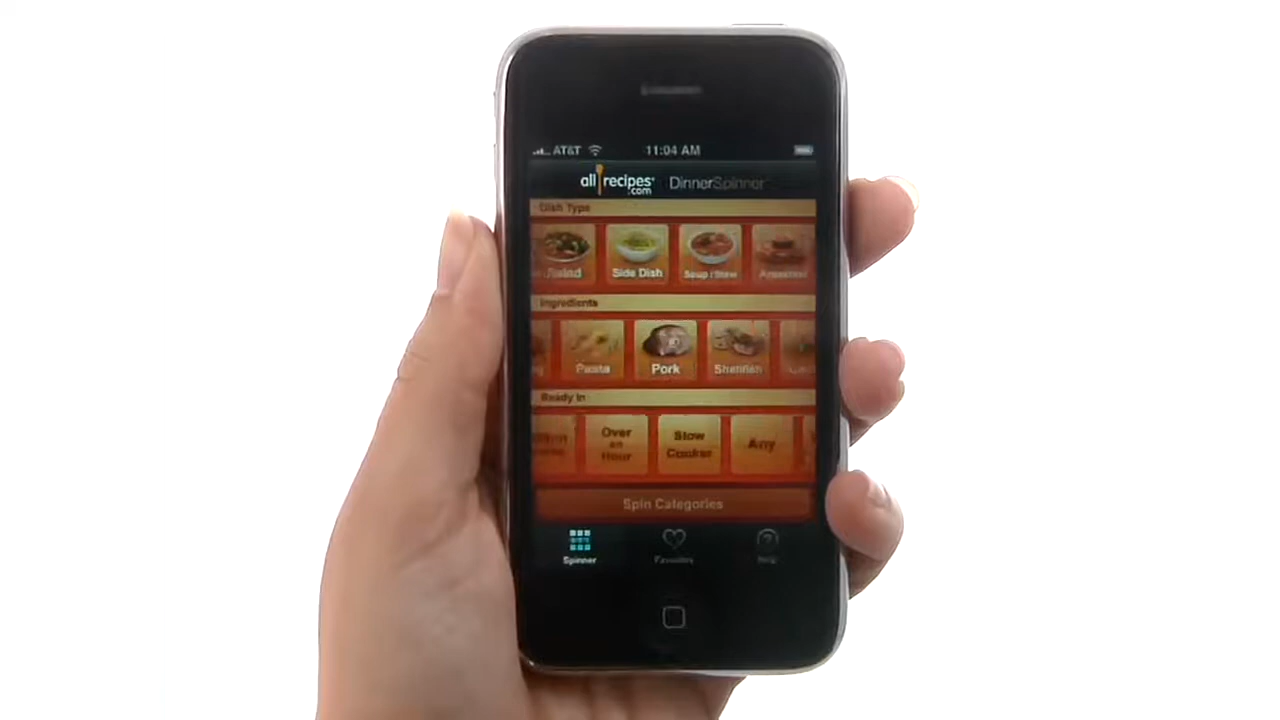 AT&T 11:04 AM
allrecipes.com DinnerSpinner
Dish Type
Salad Side Dish Soup / Stew Appetizer
Ingredients
Pasta Pork Shellfish
Ready In
Over an Hour Slow Cooker Any
Spin Categories
Spinner Favorites Help